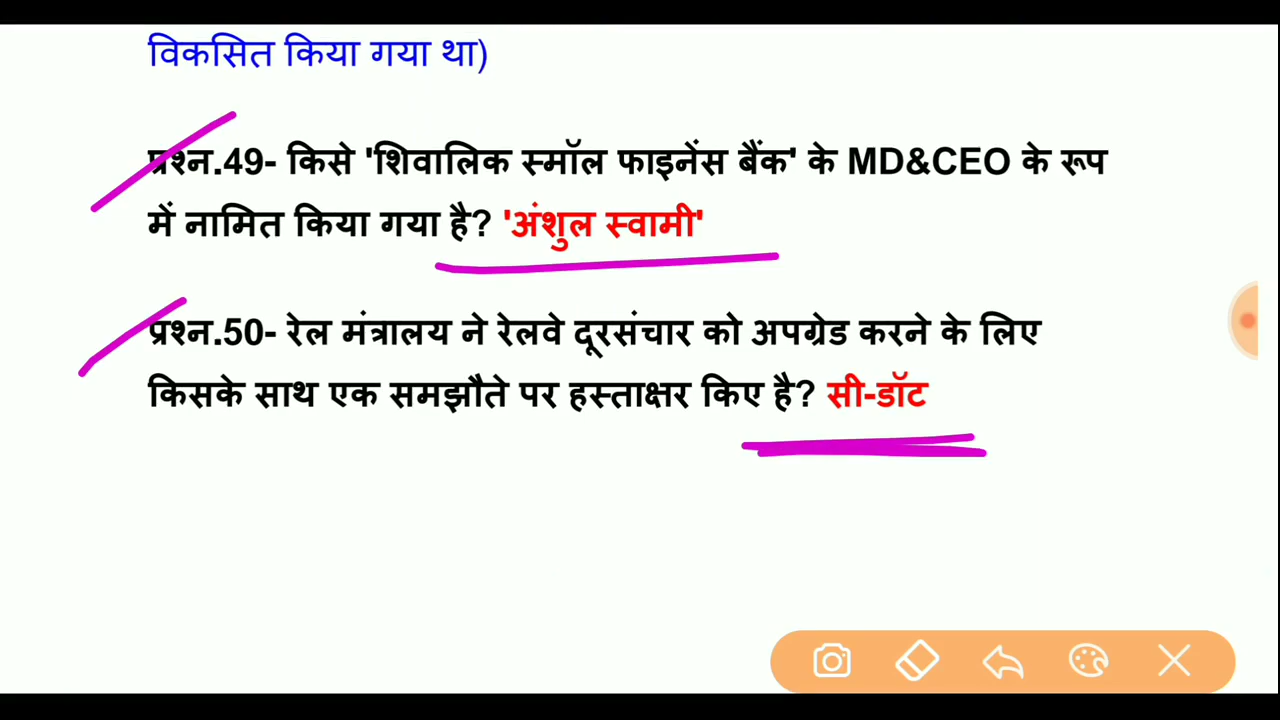 विकसित किया गया था)
प्रश्न.49- किसे 'शिवालिक स्मॉल फाइनेंस बैंक' के MD&CEO के रूप
में नामित किया गया है? 'अंशुल स्वामी'
प्रश्न.50- रेल मंत्रालय ने रेलवे दूरसंचार को अपग्रेड करने के लिए
किसके साथ एक समझौते पर हस्ताक्षर किए है? सी-डॉट